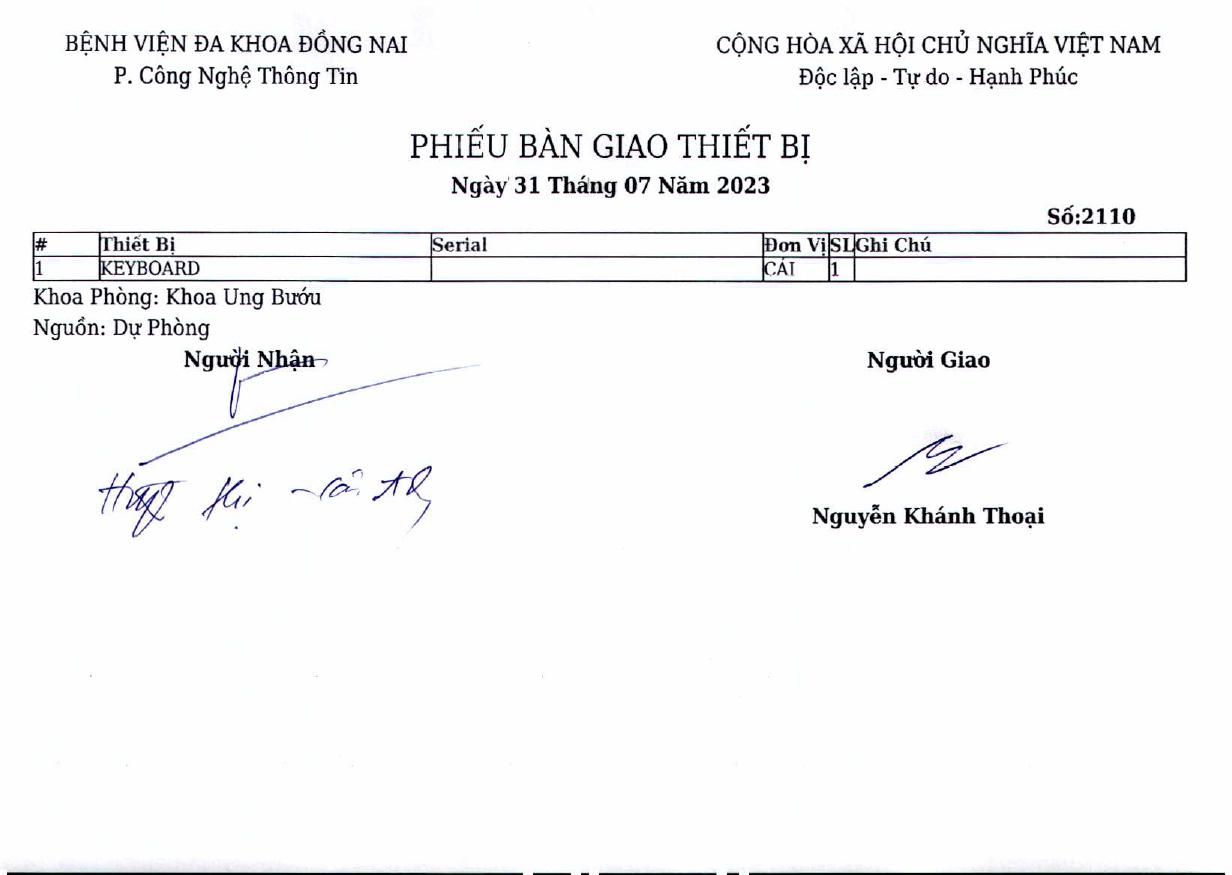 BỆNH VIỆN ĐA KHOA ĐỒNG NAI
P. Công Nghệ Thông Tin
CỘNG HÒA XÃ HỘI CHỦ NGHĨA VIỆT NAM
Độc lập - Tự do - Hạnh Phúc
PHIẾU BÀN GIAO THIẾT BỊ
Ngày 31 Tháng 07 Năm 2023
Số:2110
# Thiết Bị Serial Đơn Vị SL Ghi Chú
1 KEYBOARD CÁI 1
Khoa Phòng: Khoa Ung Bướu
Nguồn: Dự Phòng
Người Nhận Người Giao
Nguyễn Khánh Thoại